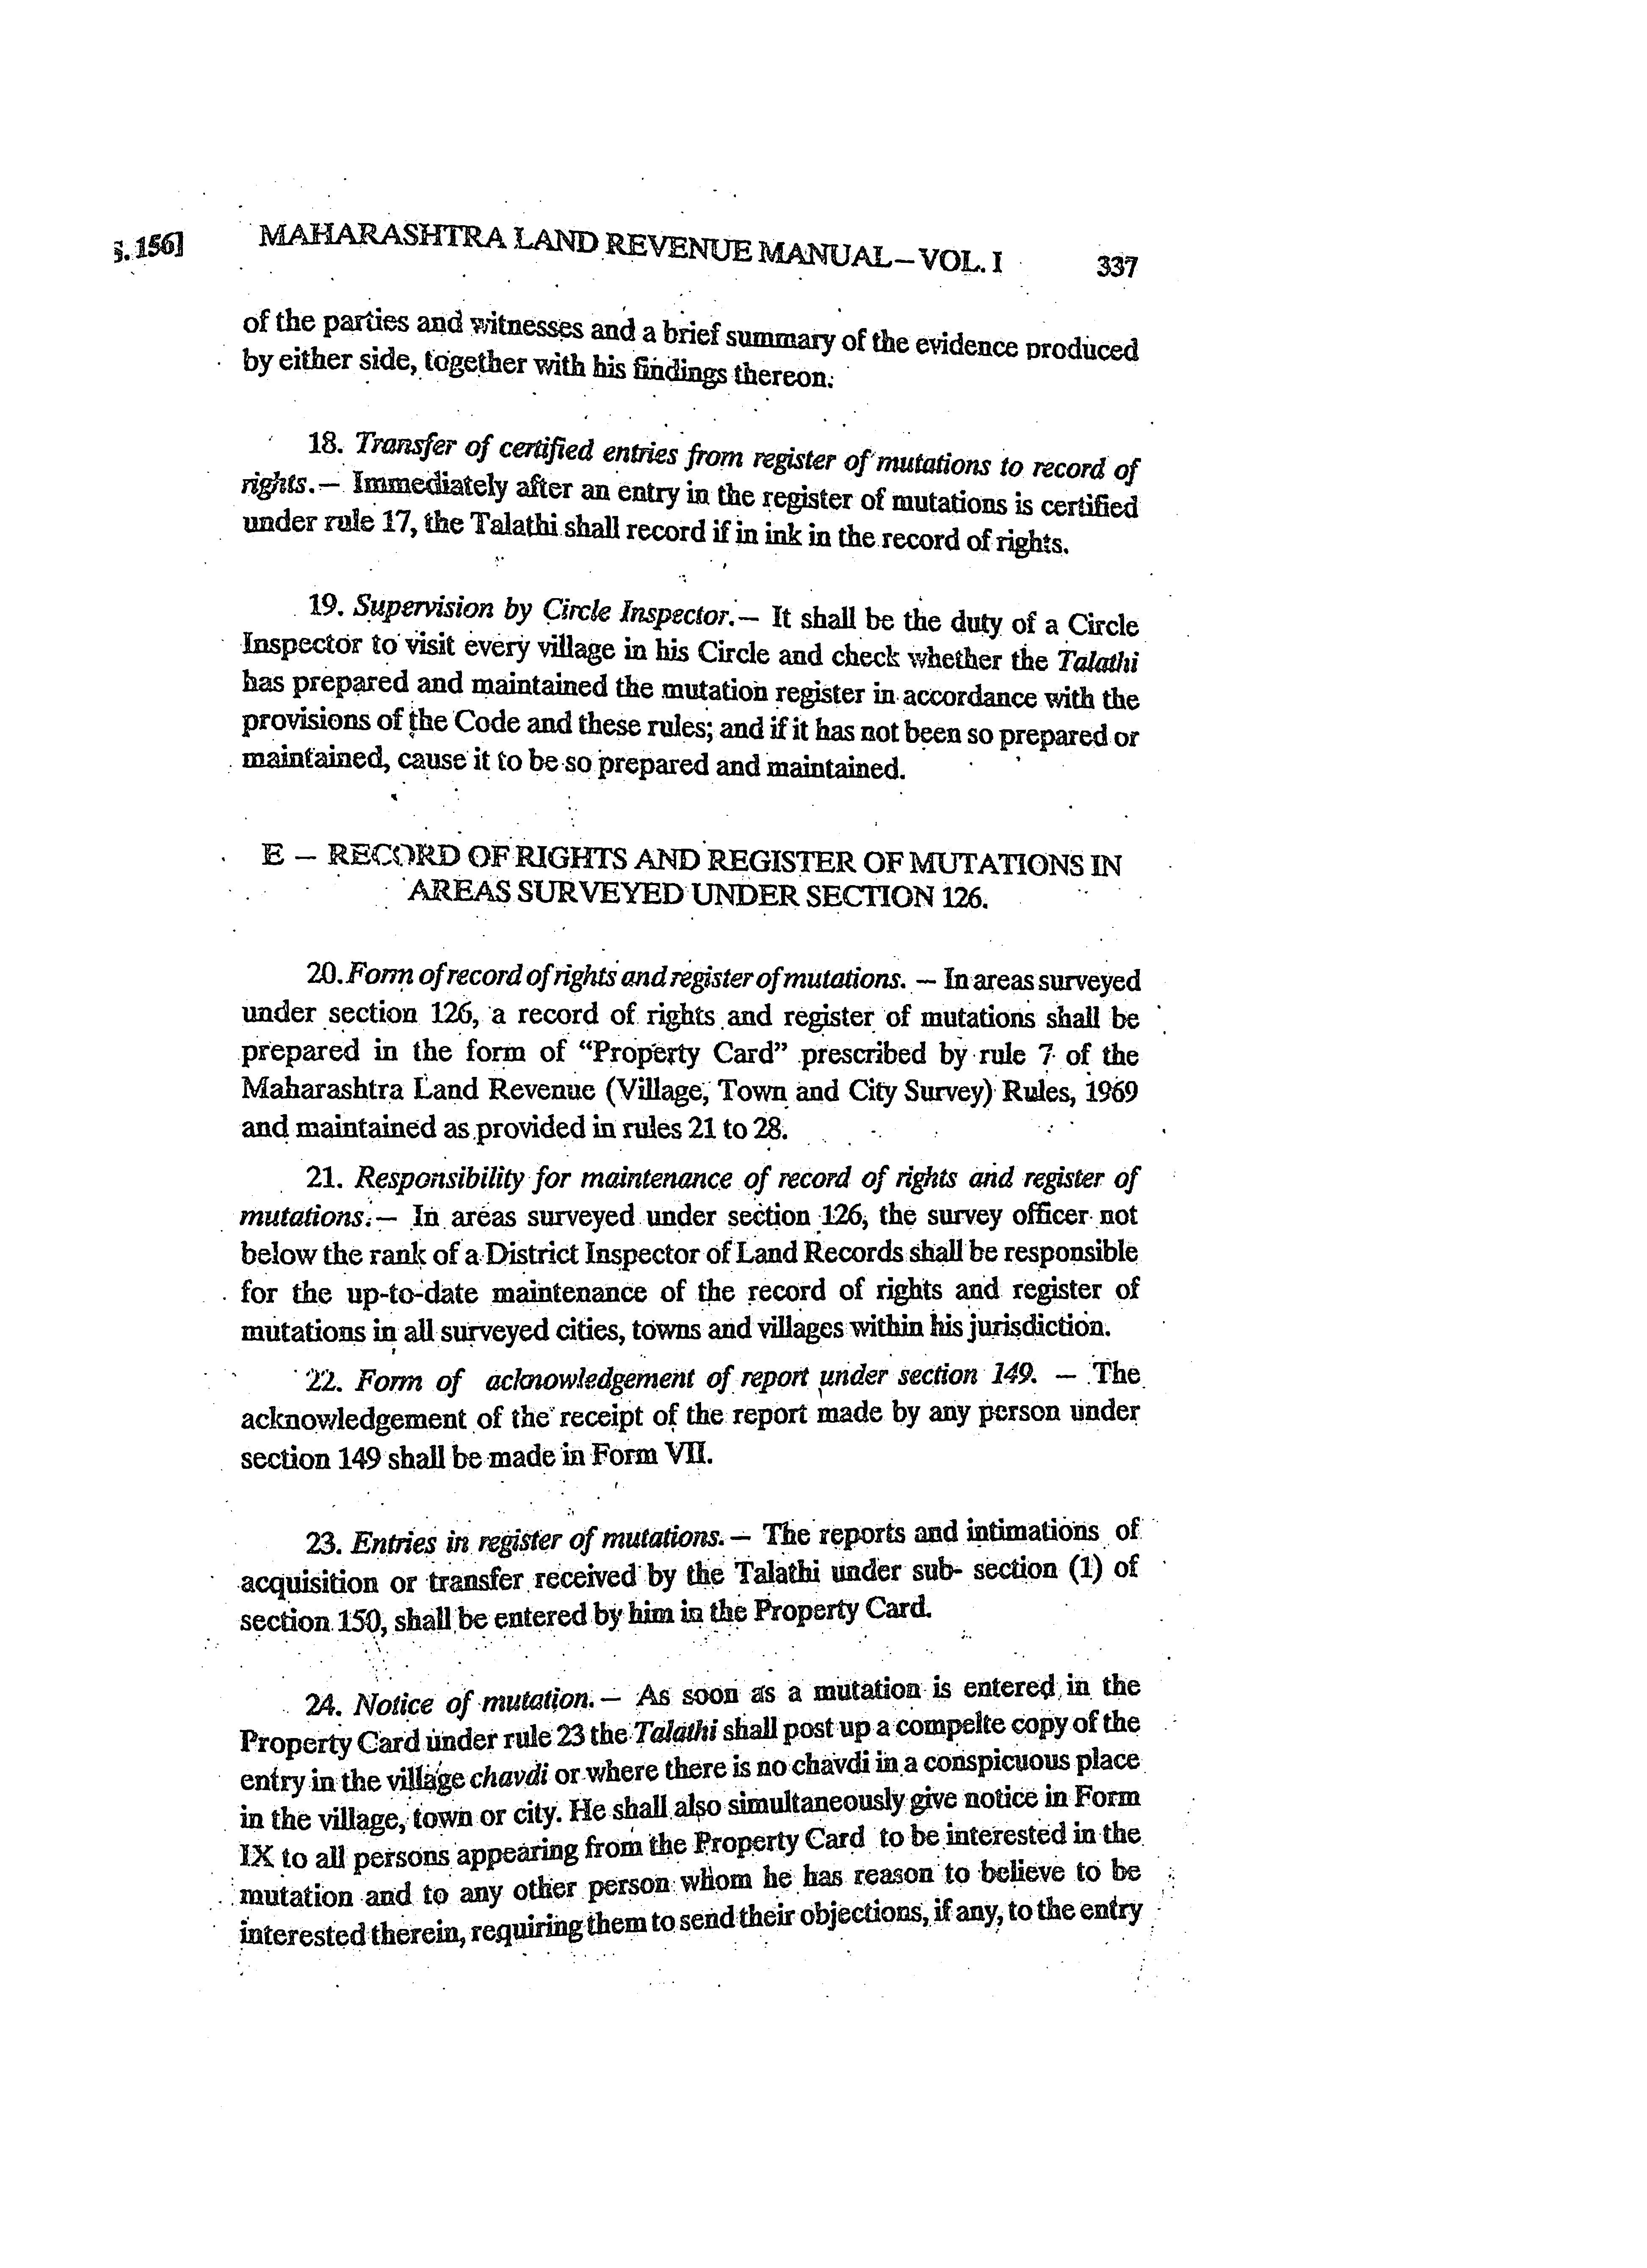 S. 156] MAHARASHTRA LAND REVENUE MANUAL – VOL. I 337
of the parties and witnesses and a brief summary of the evidence produced
by either side, together with his findings thereon.
18. Transfer of certified entries from register of mutations to record of
rights. — Immediately after an entry in the register of mutations is certified
under rule 17, the Talathi shall record if in ink in the record of rights.
19. Supervision by Circle Inspector. — It shall be the duty of a Circle
Inspector to visit every village in his Circle and check whether the Talathi
has prepared and maintained the mutation register in accordance with the
provisions of the Code and these rules; and if it has not been so prepared or
maintained, cause it to be so prepared and maintained.
E – RECORD OF RIGHTS AND REGISTER OF MUTATIONS IN
AREAS SURVEYED UNDER SECTION 126.
20. Form of record of rights and register of mutations. — In areas surveyed
under section 126, a record of rights and register of mutations shall be
prepared in the form of “Property Card” prescribed by rule 7 of the
Maharashtra Land Revenue (Village, Town and City Survey) Rules, 1969
and maintained as provided in rules 21 to 28.
21. Responsibility for maintenance of record of rights and register of
mutations. — In areas surveyed under section 126, the survey officer not
below the rank of a District Inspector of Land Records shall be responsible
for the up-to-date maintenance of the record of rights and register of
mutations in all surveyed cities, towns and villages within his jurisdiction.
22. Form of acknowledgement of report under section 149. — The
acknowledgement of the receipt of the report made by any person under
section 149 shall be made in Form VII.
23. Entries in register of mutations. — The reports and intimations of
acquisition or transfer received by the Talathi under sub- section (1) of
section 150, shall be entered by him in the Property Card.
24. Notice of mutation. — As soon as a mutation is entered in the
Property Card under rule 23 the Talathi shall post up a compelte copy of the
entry in the village chavdi or where there is no chavdi in a conspicuous place
in the village, town or city. He shall also simultaneously give notice in Form
IX to all persons appearing from the Property Card to be interested in the
mutation and to any other person whom he has reason to believe to be
interested therein, requiring them to send their objections, if any, to the entry